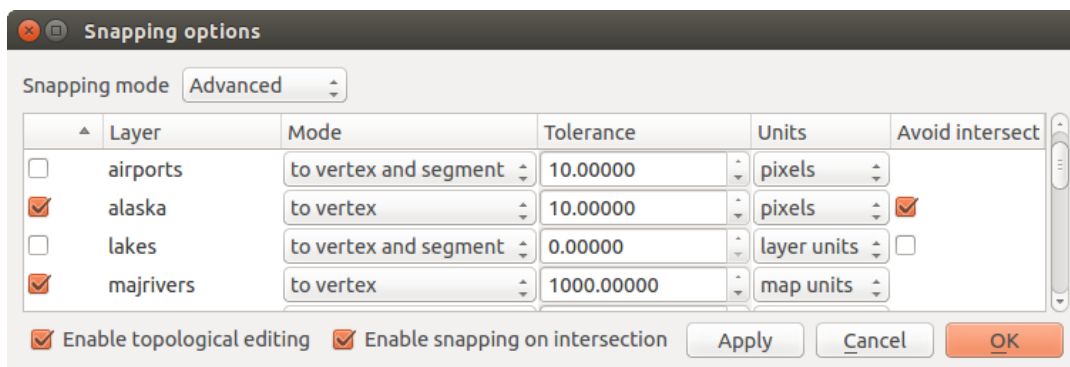 Snapping options
Snapping mode Advanced
Layer Mode Tolerance Units Avoid intersect
airports to vertex and segment 10.00000 pixels
alaska to vertex 10.00000 pixels
lakes to vertex and segment 0.00000 layer units
majrivers to vertex 1000.00000 map units
Enable topological editing Enable snapping on intersection Apply Cancel OK